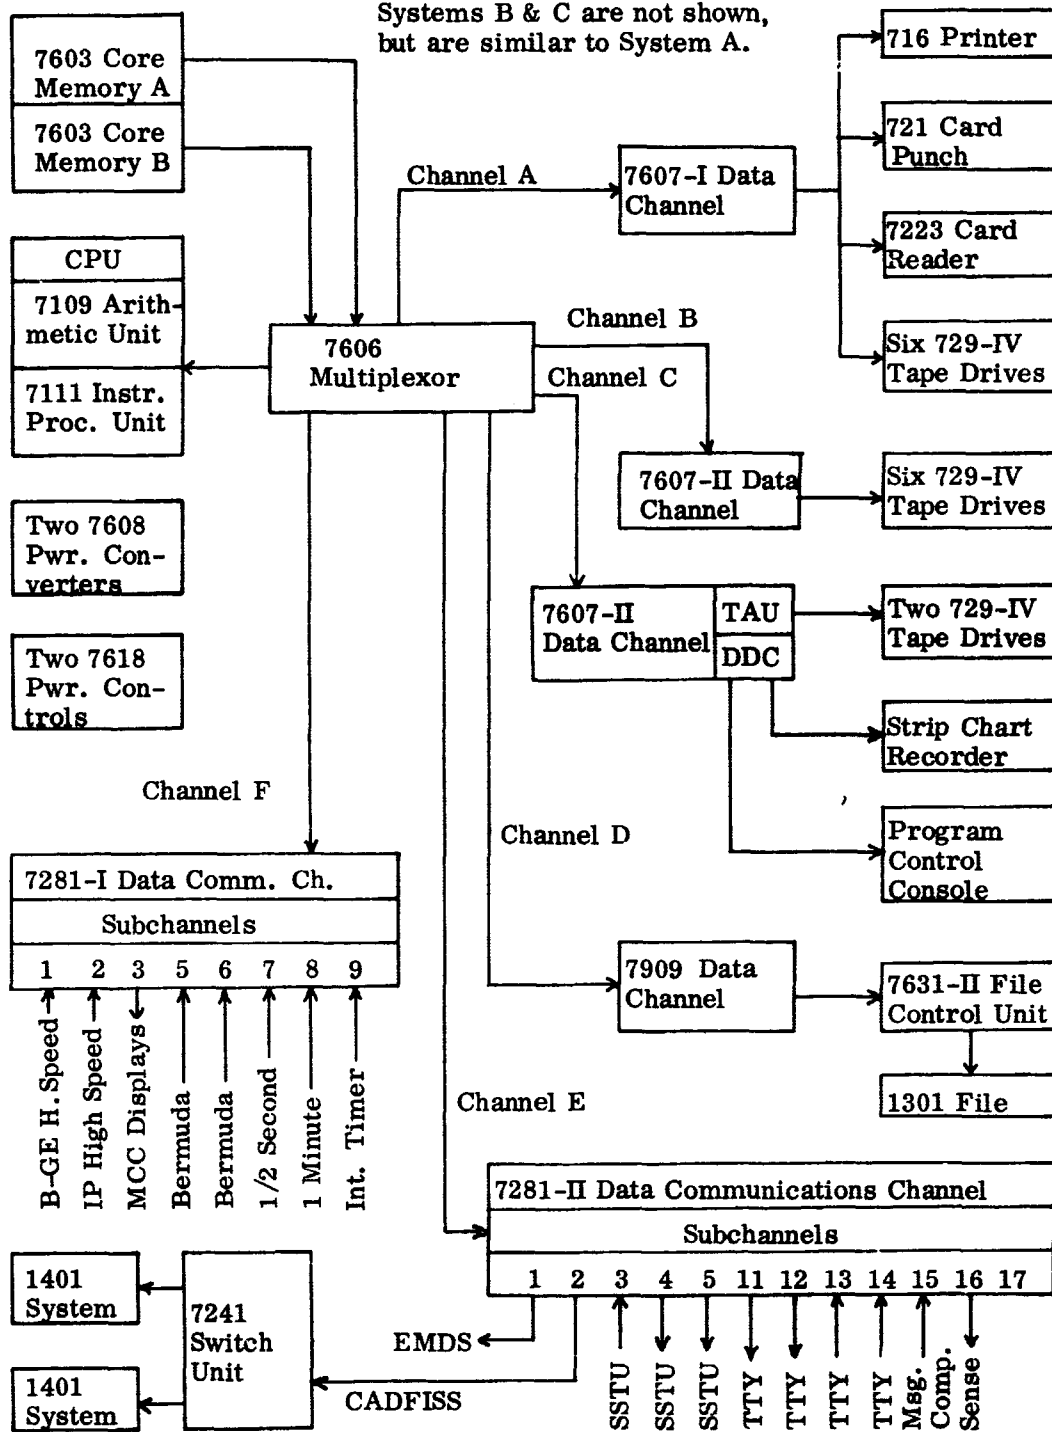 Systems B & C are not shown,
but are similar to System A.
7603 Core
Memory A
7603 Core
Memory B
CPU
7109 Arith-
metic Unit
7111 Instr.
Proc. Unit
Two 7608
Pwr. Con-
verters
Two 7618
Pwr. Con-
trols
7606
Multiplexor
Channel A
7607-I Data
Channel
716 Printer
721 Card
Punch
7223 Card
Reader
Six 729-IV
Tape Drives
Channel B
Channel C
7607-II Data
Channel
Six 729-IV
Tape Drives
7607-II
Data Channel
TAU
DDC
Two 729-IV
Tape Drives
Strip Chart
Recorder
Program
Control
Console
Channel F
Channel D
7909 Data
Channel
7631-II File
Control Unit
1301 File
7281-I Data Comm. Ch.
Subchannels
1 2 3 5 6 7 8 9
B-GE H. Speed
IP High Speed
MCC Displays
Bermuda
Bermuda
1/2 Second
1 Minute
Int. Timer
Channel E
7281-II Data Communications Channel
Subchannels
1 2 3 4 5 11 12 13 14 15 16 17
EMDS
CADFISS
SSTU
SSTU
SSTU
TTY
TTY
TTY
TTY
Msg.
Comp.
Sense
7241
Switch
Unit
1401
System
1401
System